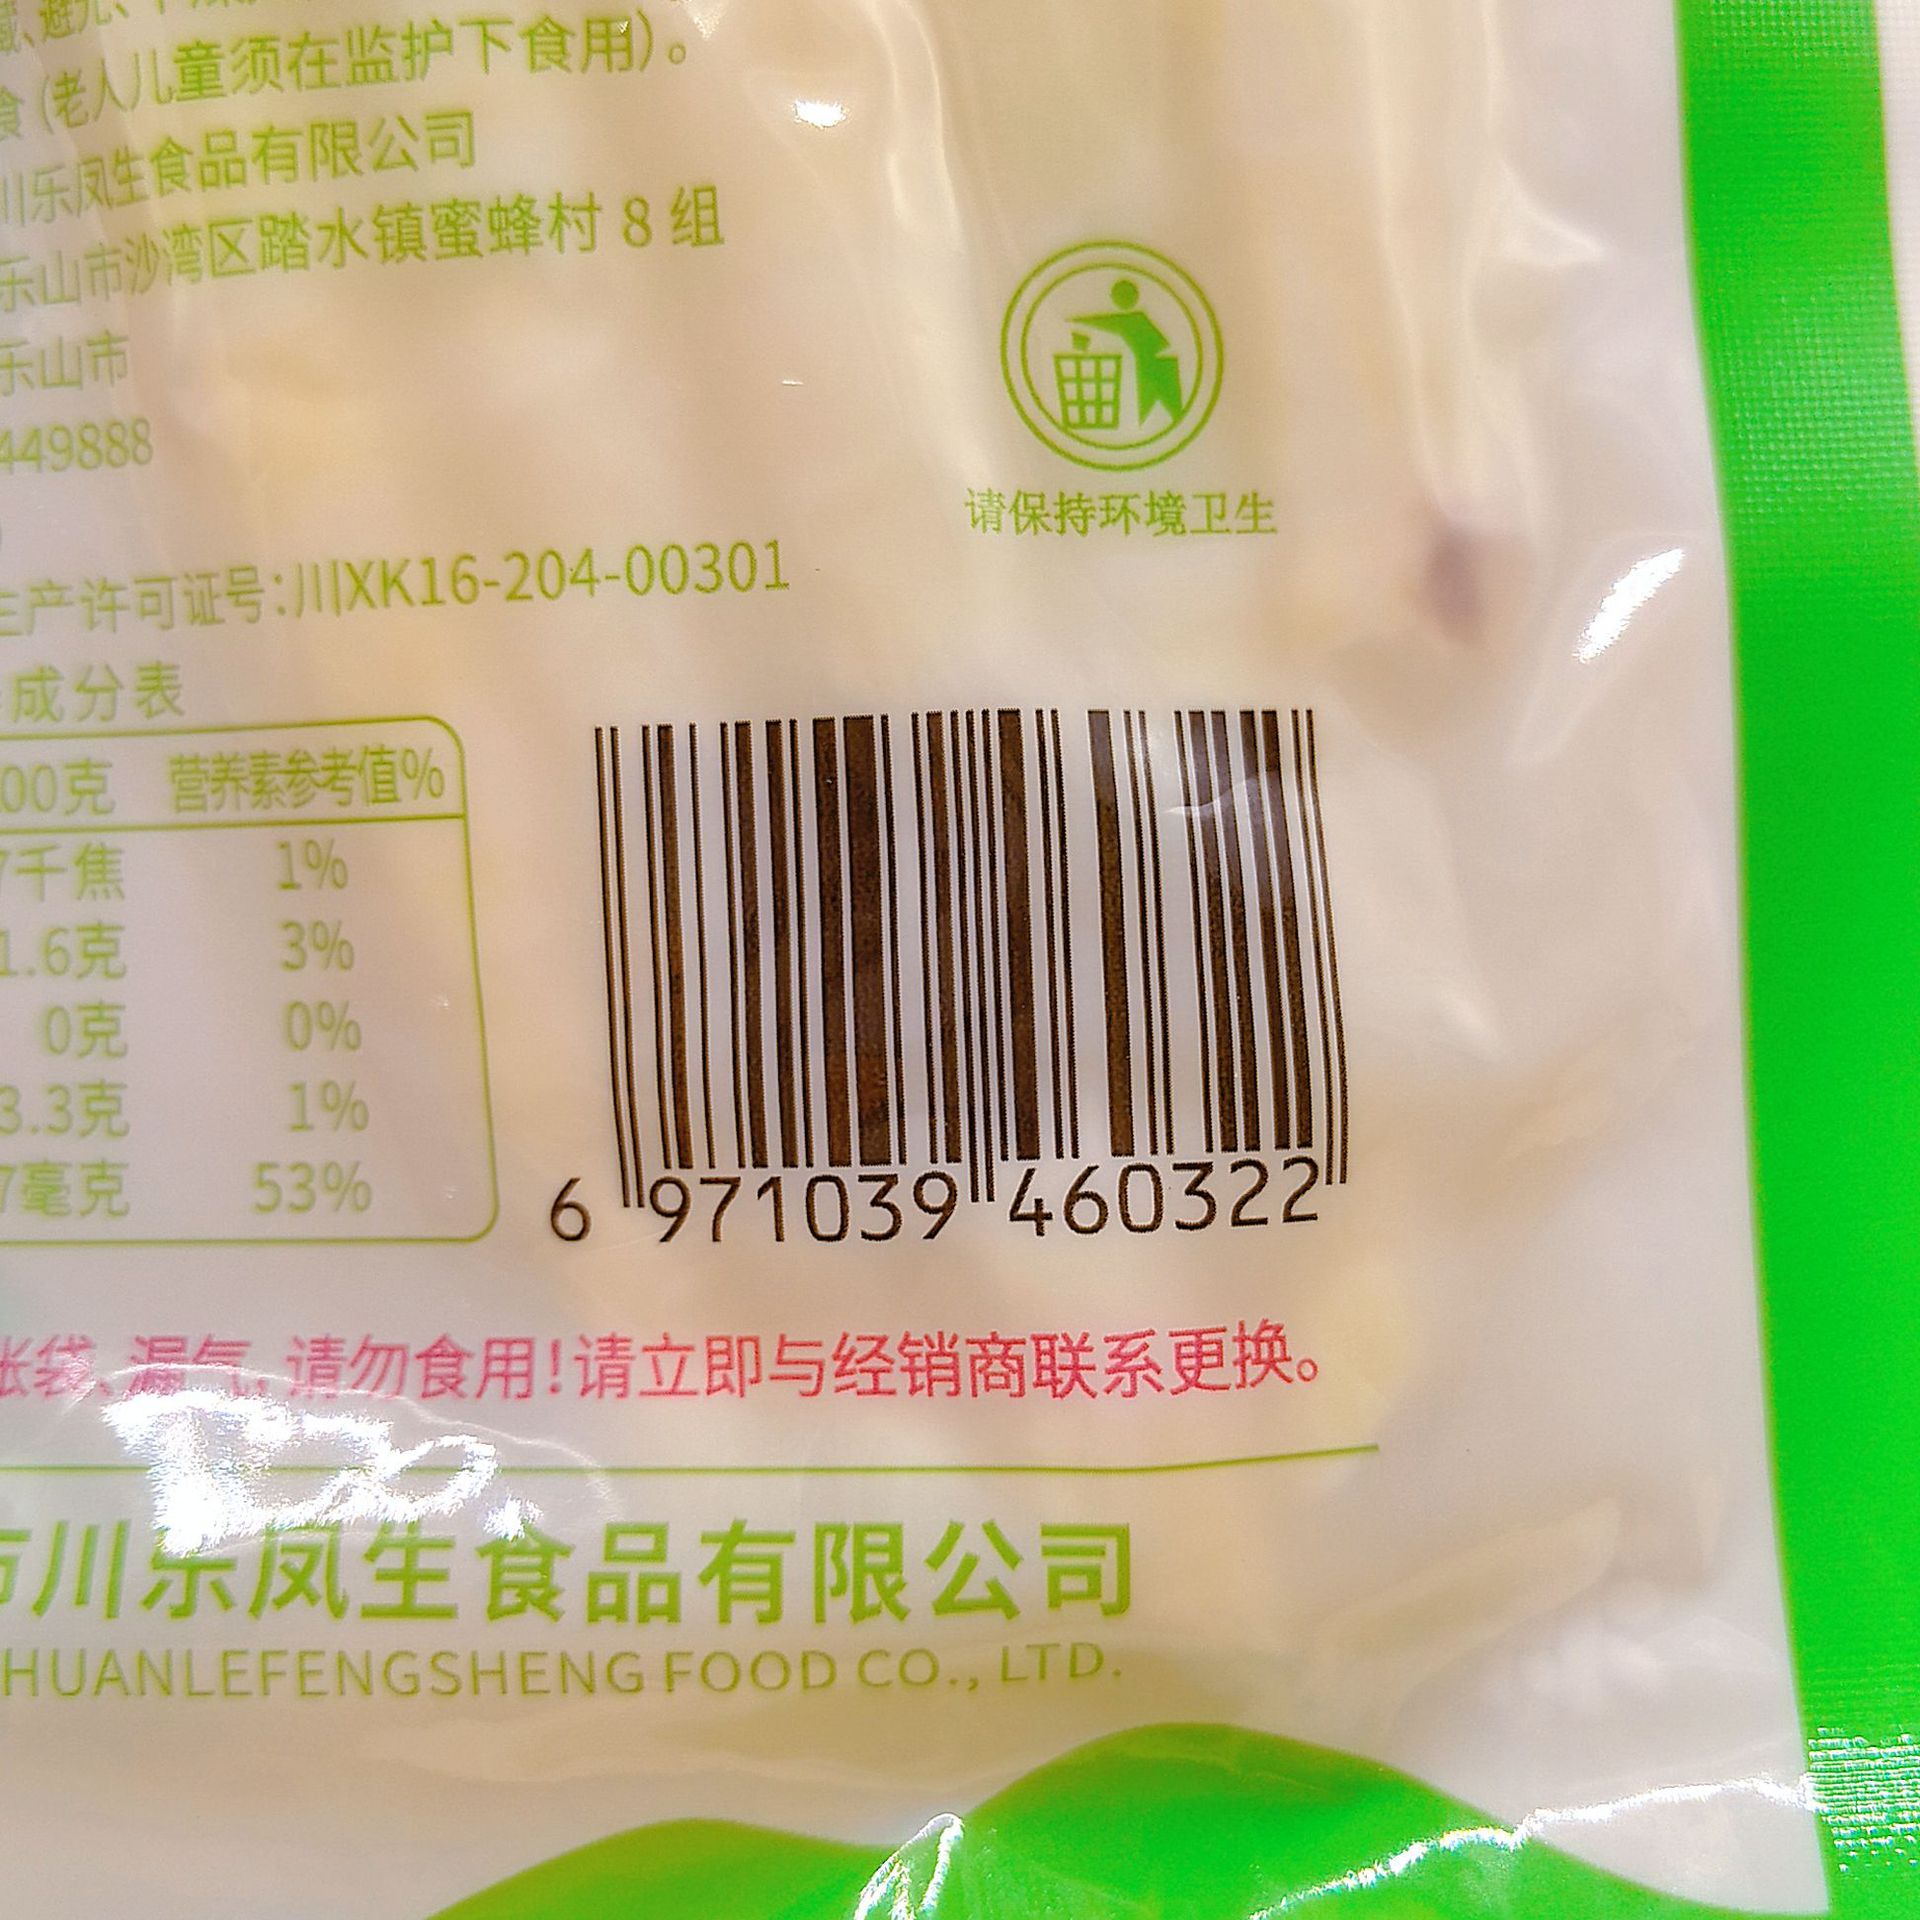 食(老人儿童须在监护下食用)。
川乐凤生食品有限公司
乐山市沙湾区踏水镇蜜蜂村 8 组
乐山市
449888
请保持环境卫生
生产许可证号:川XK16-204-00301
成分表
00克 营养素参考值%
7千焦 1%
1.6克 3%
0克 0%
3.3克 1%
7毫克 53%
6 971039 460322
胀袋、漏气,请勿食用!请立即与经销商联系更换。
市川乐凤生食品有限公司
HUANLEFENGSHENG FOOD CO., LTD.